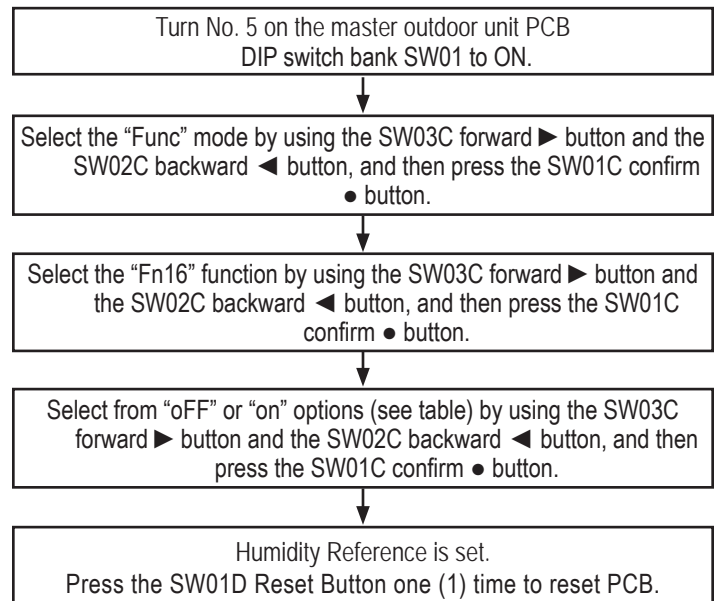 Turn No. 5 on the master outdoor unit PCB
DIP switch bank SW01 to ON.
Select the “Func” mode by using the SW03C forward ► button and the
SW02C backward ◄ button, and then press the SW01C confirm
● button.
Select the “Fn16” function by using the SW03C forward ► button and
the SW02C backward ◄ button, and then press the SW01C
confirm ● button.
Select from “oFF” or “on” options (see table) by using the SW03C
forward ► button and the SW02C backward ◄ button, and then
press the SW01C confirm ● button.
Humidity Reference is set.
Press the SW01D Reset Button one (1) time to reset PCB.